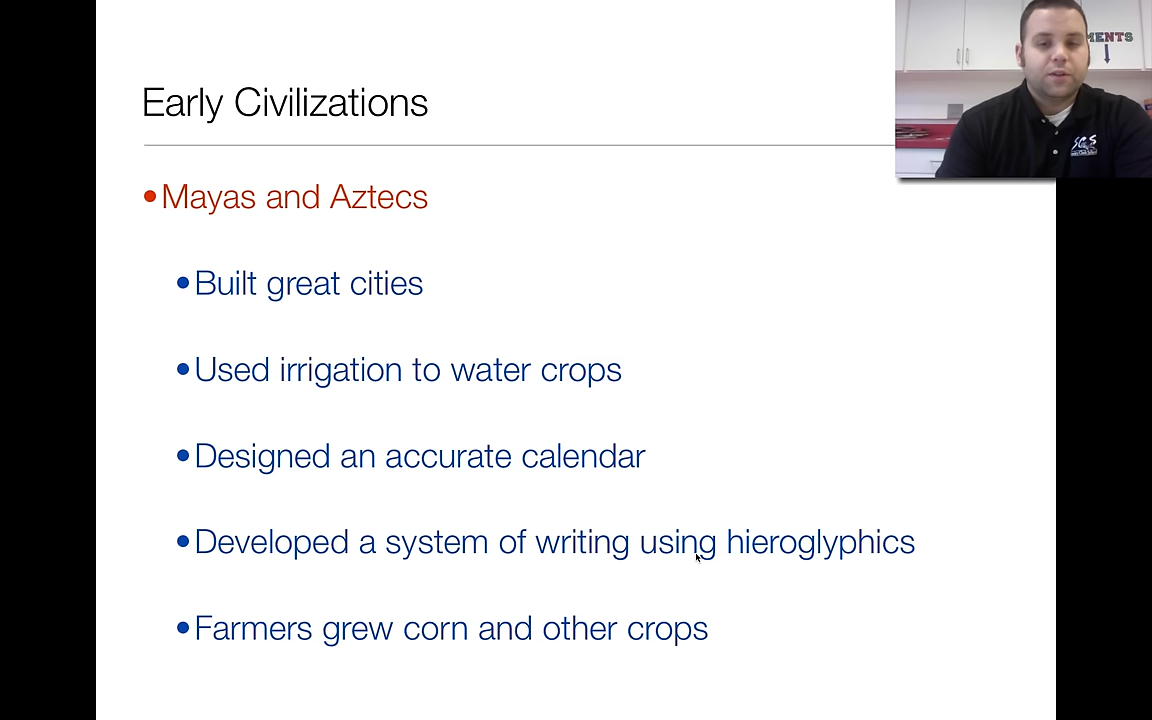 Early Civilizations
MENTS
•Mayas and Aztecs
•Built great cities
•Used irrigation to water crops
•Designed an accurate calendar
•Developed a system of writing using hieroglyphics
•Farmers grew corn and other crops